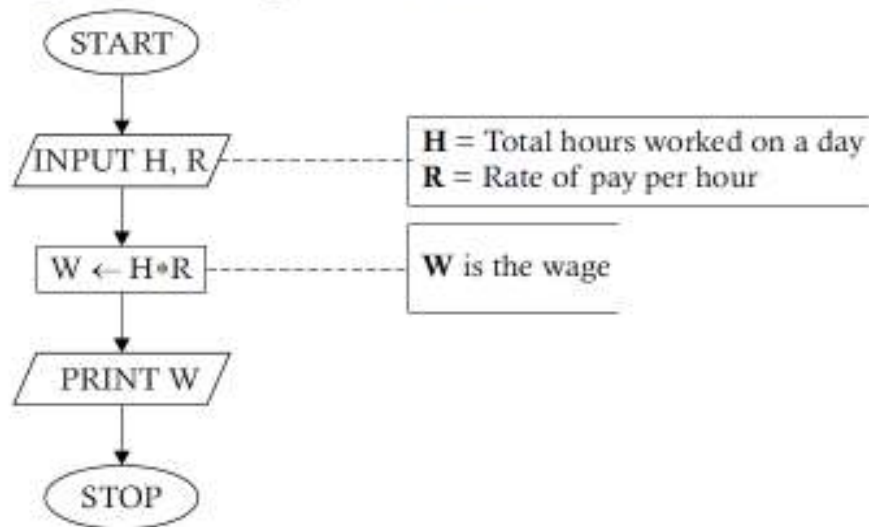 START
INPUT H, R
H = Total hours worked on a day
R = Rate of pay per hour
W ← H*R
W is the wage
PRINT W
STOP